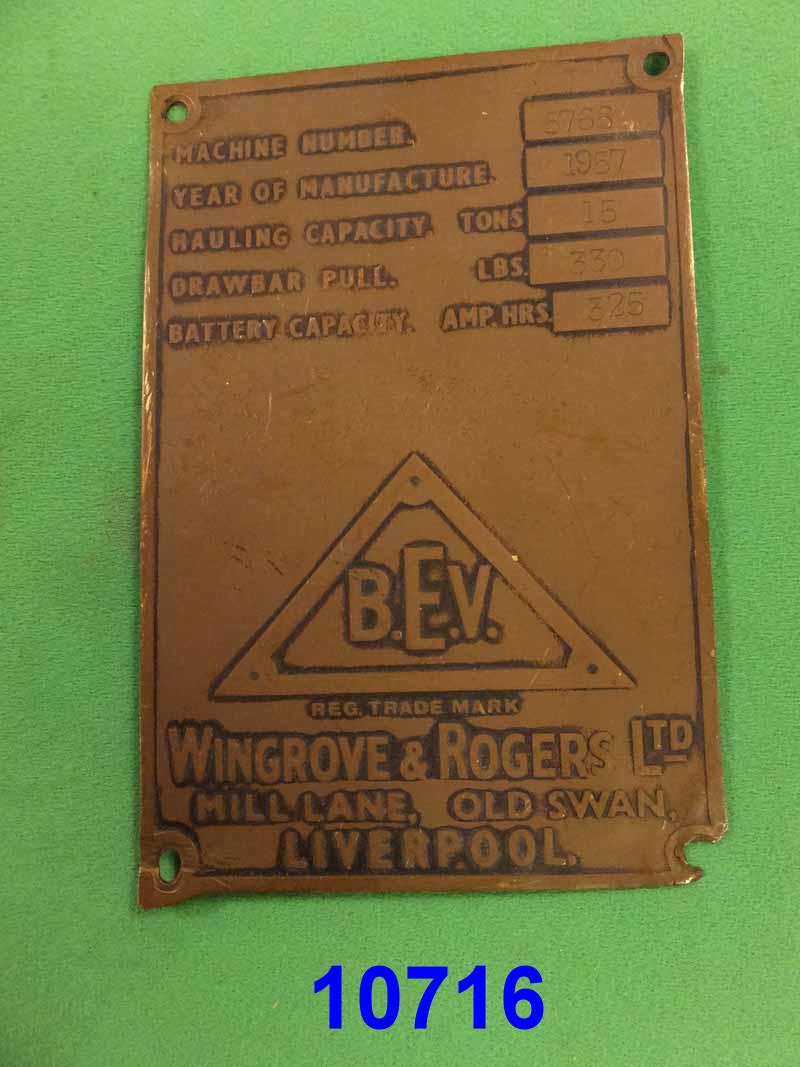 MACHINE NUMBER. 5768
YEAR OF MANUFACTURE. 1957
HAULING CAPACITY. TONS 15
DRAWBAR PULL. LBS. 330
BATTERY CAPACITY. AMP. HRS. 325
B.E.V.
REG. TRADE MARK
WINGROVE & ROGERS LTD
MILL LANE, OLD SWAN,
LIVERPOOL.
10716